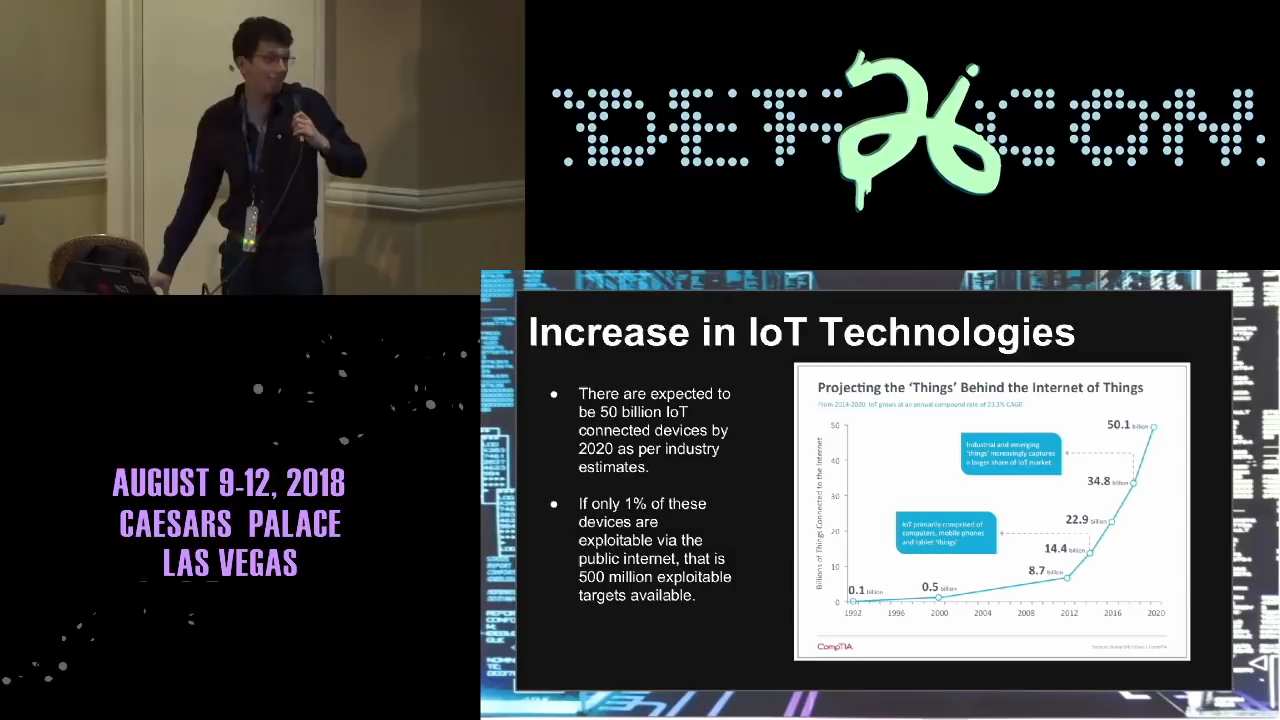 DEF CON 26
AUGUST 9-12, 2018
CAESARS PALACE
LAS VEGAS
Increase in IoT Technologies
There are expected to
be 50 billion IoT
connected devices by
2020 as per industry
estimates.
If only 1% of these
devices are
exploitable via the
public internet, that is
500 million exploitable
targets available.
Projecting the ‘Things’ Behind the Internet of Things
From 2014-2020, IoT grows at an annual compound rate of 23.1% CAGR
Billions of Things Connected to the Internet
50
40
30
20
10
0
Industrial and emerging
‘things’ increasingly captures
a larger share of IoT market
IoT primarily comprised of
computers, mobile phones
and tablet ‘things’
50.1 billion
34.8 billion
22.9 billion
14.4 billion
8.7 billion
0.5 billion
0.1 billion
1992 1996 2000 2004 2008 2012 2016 2020
CompTIA